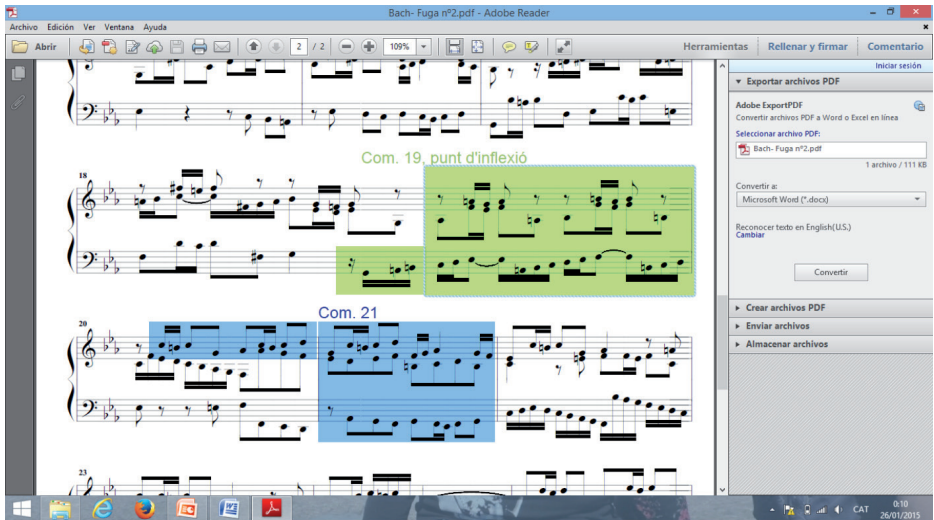 Bach- Fuga nº2.pdf - Adobe Reader
Archivo Edición Ver Ventana Ayuda
Abrir 2 / 2 109% Herramientas Rellenar y firmar Comentario
Iniciar sesión
Exportar archivos PDF
Adobe ExportPDF
Convertir archivos PDF a Word o Excel en línea
Seleccionar archivo PDF:
Bach- Fuga nº2.pdf
1 archivo / 111 KB
Convertir a:
Microsoft Word (*.docx)
Reconocer texto en English(U.S.)
Cambiar
Convertir
Crear archivos PDF
Enviar archivos
Almacenar archivos
Com. 19, punt d'inflexió
18
Com. 21
20
23
CAT 0:10
26/01/2015